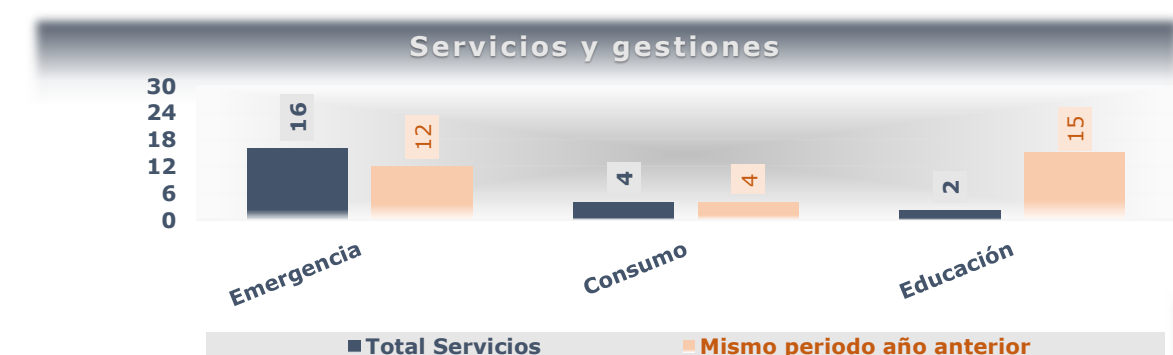 Servicios y gestiones
30
24
18
12
6
0
16
12
4
4
2
15
Emergencia
Consumo
Educación
Total Servicios
Mismo periodo año anterior